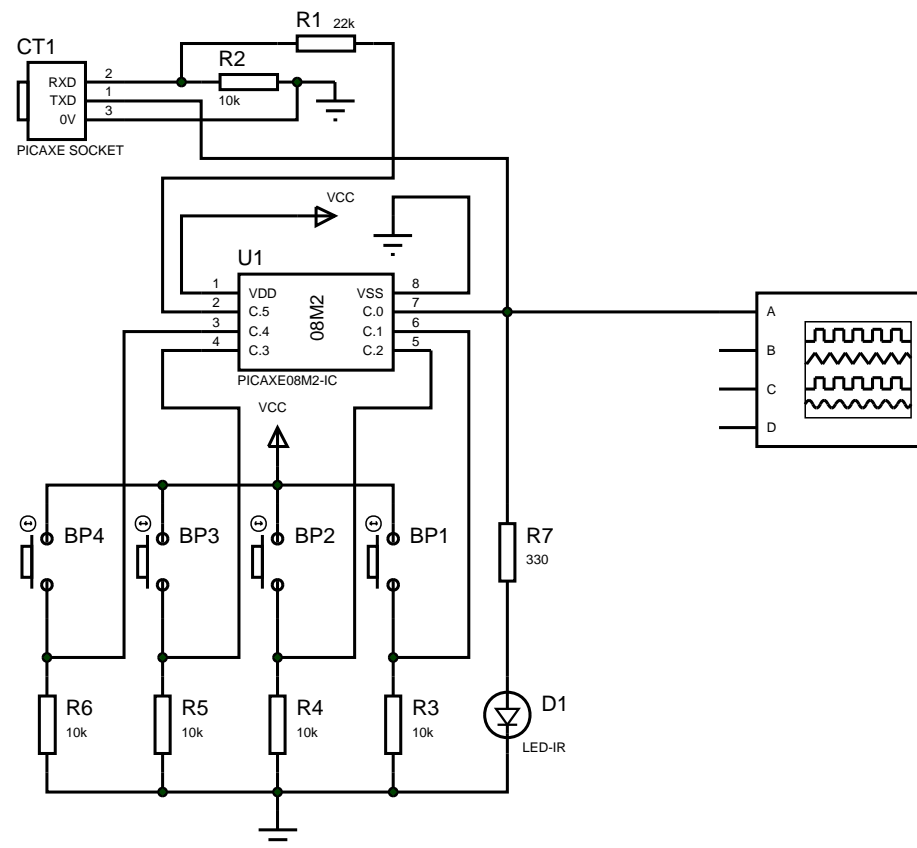 R1 22k
CT1
R2
10k
RXD 2
TXD 1
0V 3
PICAXE SOCKET
VCC
U1
1 VDD VSS 8
2 C.5 C.0 7
3 C.4 C.1 6
4 C.3 C.2 5
08M2
PICAXE08M2-IC
VCC
A
B
C
D
BP4
BP3
BP2
BP1
R7
330
R6
10k
R5
10k
R4
10k
R3
10k
D1
LED-IR